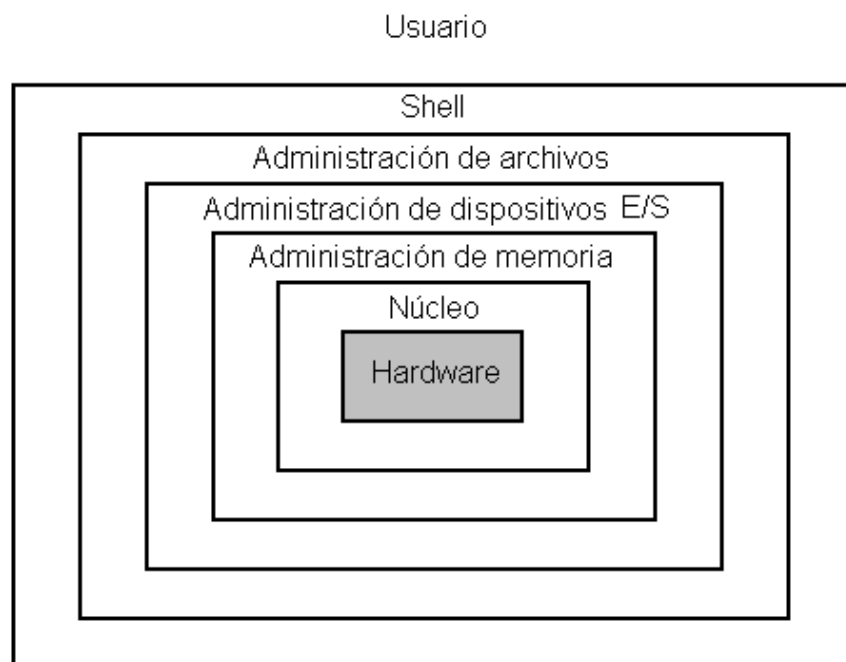 Usuario
Shell
Administración de archivos
Administración de dispositivos E/S
Administración de memoria
Núcleo
Hardware